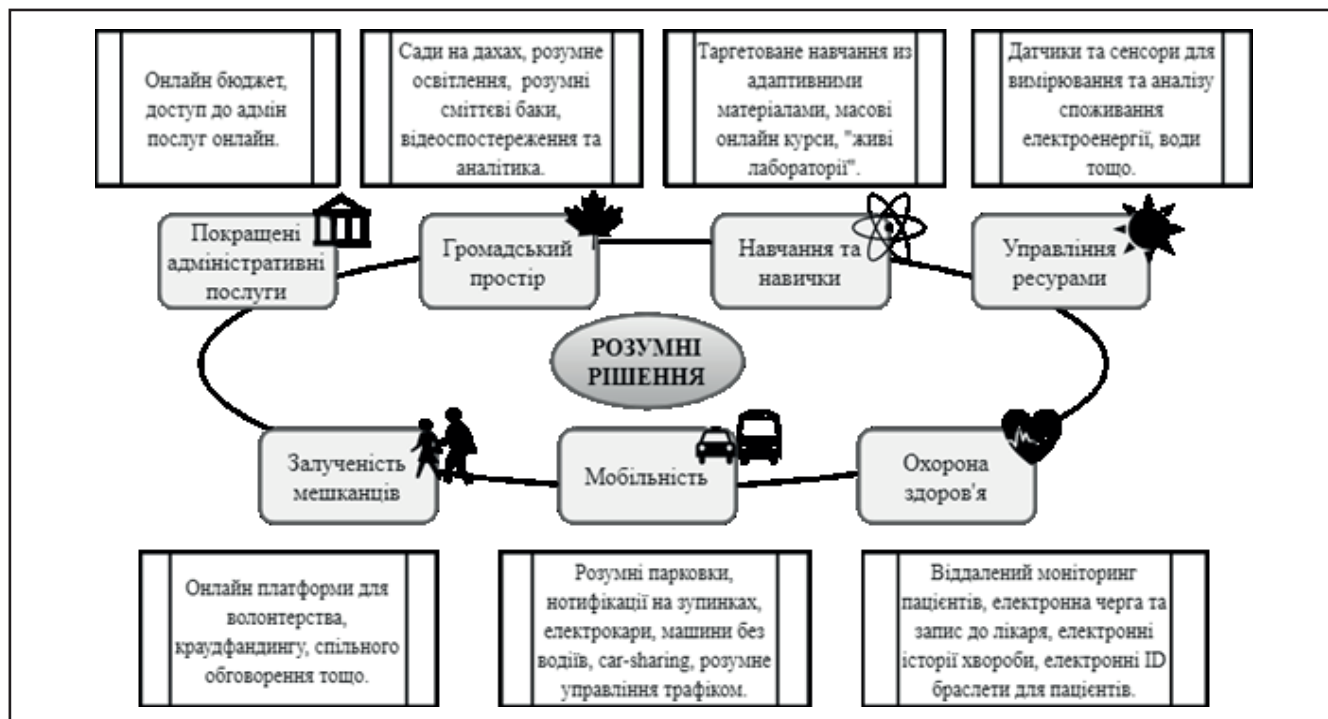 Онлайн бюджет,
доступ до адмін
послуг онлайн.
Сади на дахах, розумне
освітлення, розумні
сміттєві баки,
відеоспостереження та
аналітика.
Таргетоване навчання из
адаптивними
матеріалами, масові
онлайн курси, "живі
лабораторії".
Датчики та сенсори для
вимірювання та аналізу
споживання
електроенергії, води
тощо.
Покращені
адміністративні
послуги
Громадський
простір
Навчання та
навички
Управління
ресурами
РОЗУМНІ
РІШЕННЯ
Залученість
мешканців
Мобільність
Охорона
здоров'я
Онлайн платформи для
волонтерства,
краудфандингу, спільного
обговорення тощо.
Розумні парковки,
нотифікації на зупинках,
електрокари, машини без
водіїв, car-sharing, розумне
управління трафіком.
Віддалений моніторинг
пацієнтів, електронна черга та
запис до лікаря, електронні
історії хвороби, електронні ID
браслети для пацієнтів.